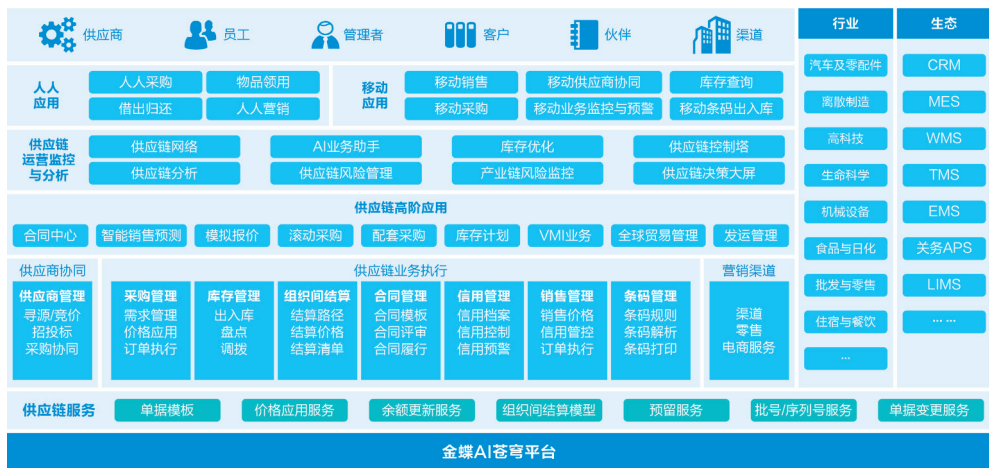 供应商 员工 管理者 客户 伙伴 渠道
人人
应用
人人采购 物品领用
借出归还 人人营销
移动
应用
移动销售 移动供应商协同 库存查询
移动采购 移动业务监控与预警 移动条码出入库
供应链
运营监控
与分析
供应链网络 AI业务助手 库存优化 供应链控制塔
供应链分析 供应链风险管理 产业链风险监控 供应链决策大屏
供应链高阶应用
合同中心 智能销售预测 模拟报价 滚动采购 配套采购 库存计划 VMI业务 全球贸易管理 发运管理
供应商协同
供应商管理
寻源/竞价
招投标
采购协同
供应链业务执行
采购管理
需求管理
价格应用
订单执行
库存管理
出入库
盘点
调拨
组织间结算
结算路径
结算价格
结算清单
合同管理
合同模板
合同评审
合同履行
信用管理
信用档案
信用控制
信用预警
销售管理
销售价格
信用管控
订单执行
条码管理
条码规则
条码解析
条码打印
营销渠道
渠道
零售
电商服务
行业
汽车及零配件
离散制造
高科技
生命科学
机械设备
食品与日化
批发与零售
住宿与餐饮
...
生态
CRM
MES
WMS
TMS
EMS
关务APS
LIMS
... ...
供应链服务
单据模板 价格应用服务 余额更新服务 组织间结算模型 预留服务 批号/序列号服务 单据变更服务
金蝶AI苍穹平台